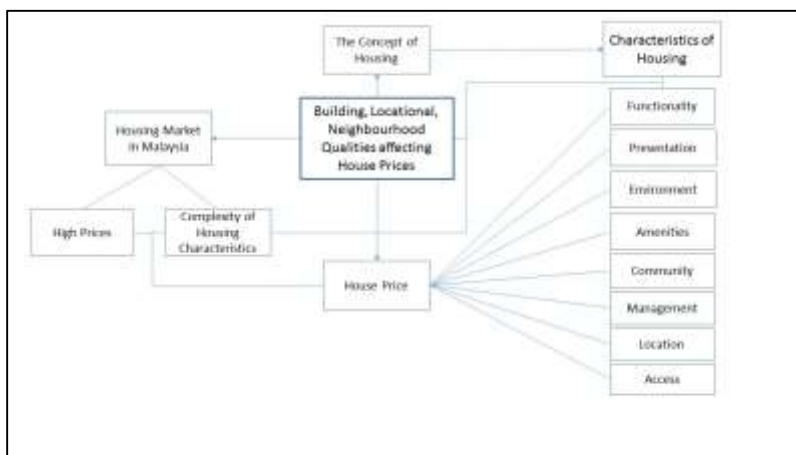 The Concept of
Housing
Characteristics of
Housing
Building, Locational,
Neighbourhood
Qualities affecting
House Prices
Housing Market
in Malaysia
High Prices
Complexity of
Housing
Characteristics
House Price
Functionality
Presentation
Environment
Amenities
Community
Management
Location
Access